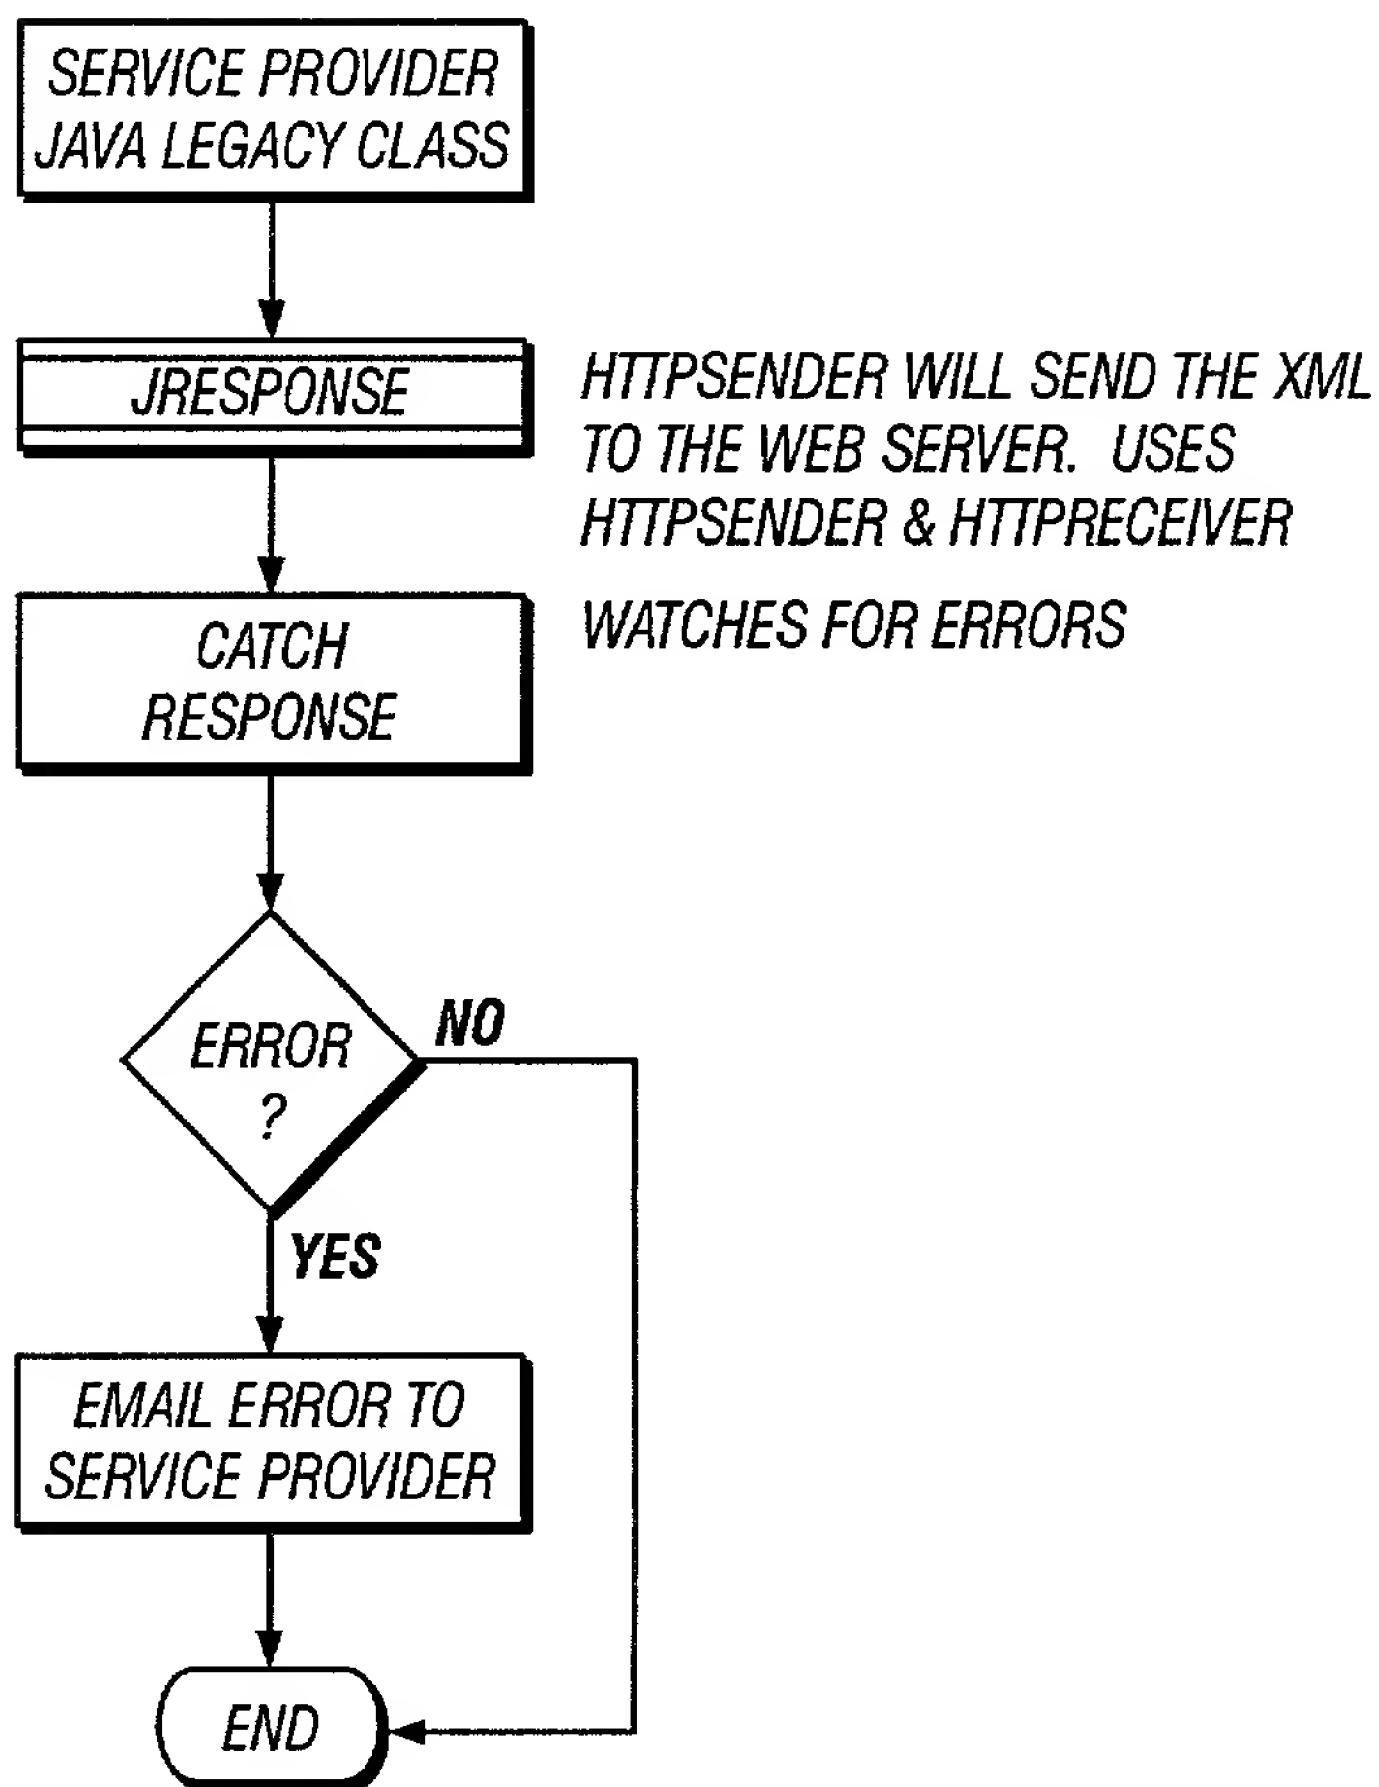 SERVICE PROVIDER
JAVA LEGACY CLASS
JRESPONSE
HTTPSENDER WILL SEND THE XML
TO THE WEB SERVER. USES
HTTPSENDER & HTTPRECEIVER
CATCH
RESPONSE
WATCHES FOR ERRORS
ERROR
?
NO
YES
EMAIL ERROR TO
SERVICE PROVIDER
END